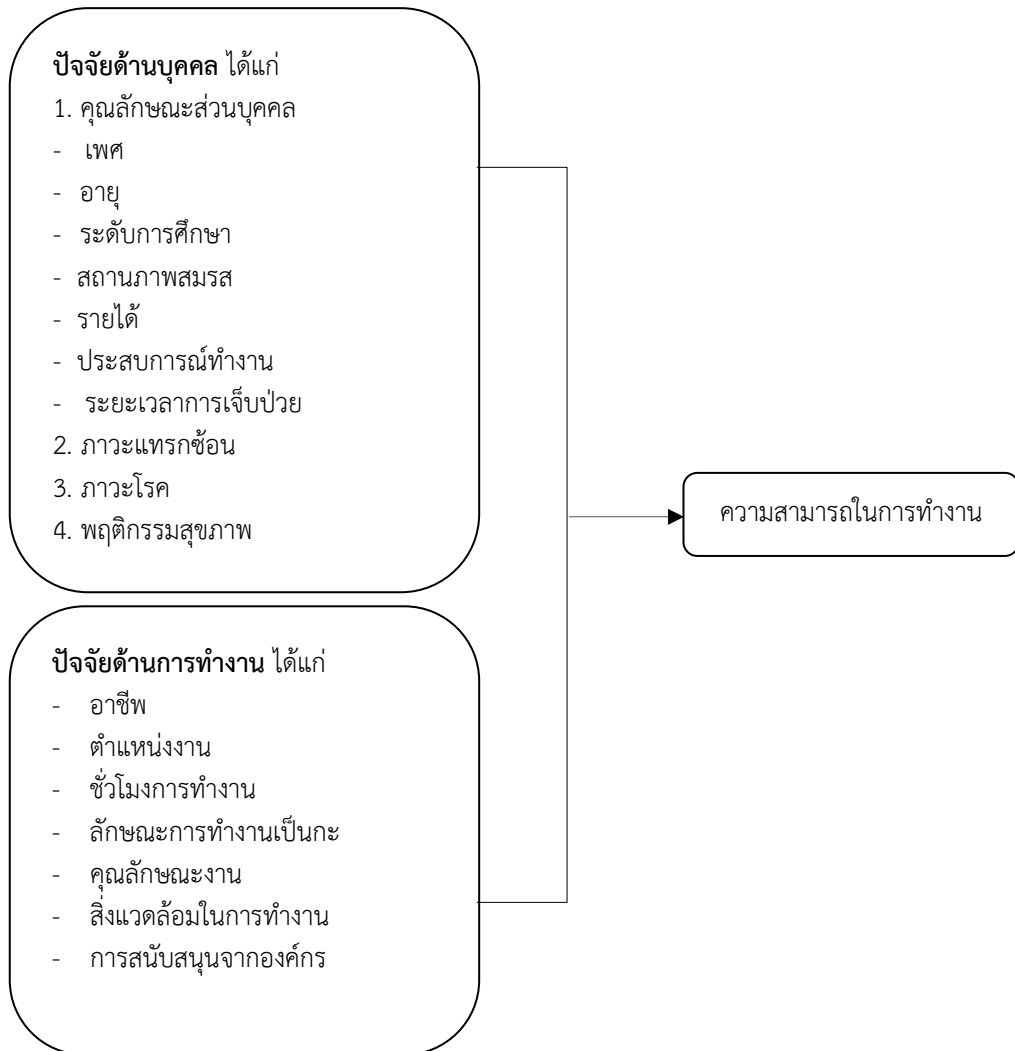 ปัจจัยด้านบุคคล ได้แก่
1. คุณลักษณะส่วนบุคคล
- เพศ
- อายุ
- ระดับการศึกษา
- สถานภาพสมรส
- รายได้
- ประสบการณ์ทำงาน
- ระยะเวลาการเจ็บป่วย
2. ภาวะแทรกซ้อน
3. ภาวะโรค
4. พฤติกรรมสุขภาพ
ความสามารถในการทำงาน
ปัจจัยด้านการทำงาน ได้แก่
- อาชีพ
- ตำแหน่งงาน
- ชั่วโมงการทำงาน
- ลักษณะการทำงานเป็นกะ
- คุณลักษณะงาน
- สิ่งแวดล้อมในการทำงาน
- การสนับสนุนจากองค์กร